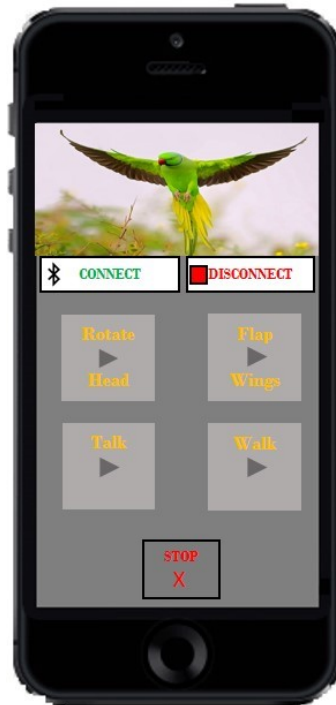 CONNECT
DISCONNECT
Rotate
Head
Flap
Wings
Talk
Walk
STOP
X